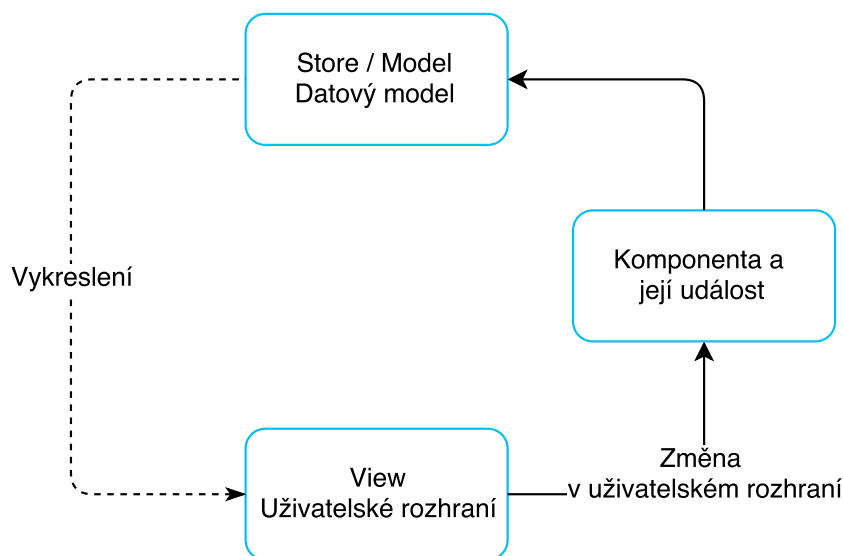 Store / Model
Datový model
Komponenta a
její událost
Vykreslení
View
Uživatelské rozhraní
Změna
v uživatelském rozhraní